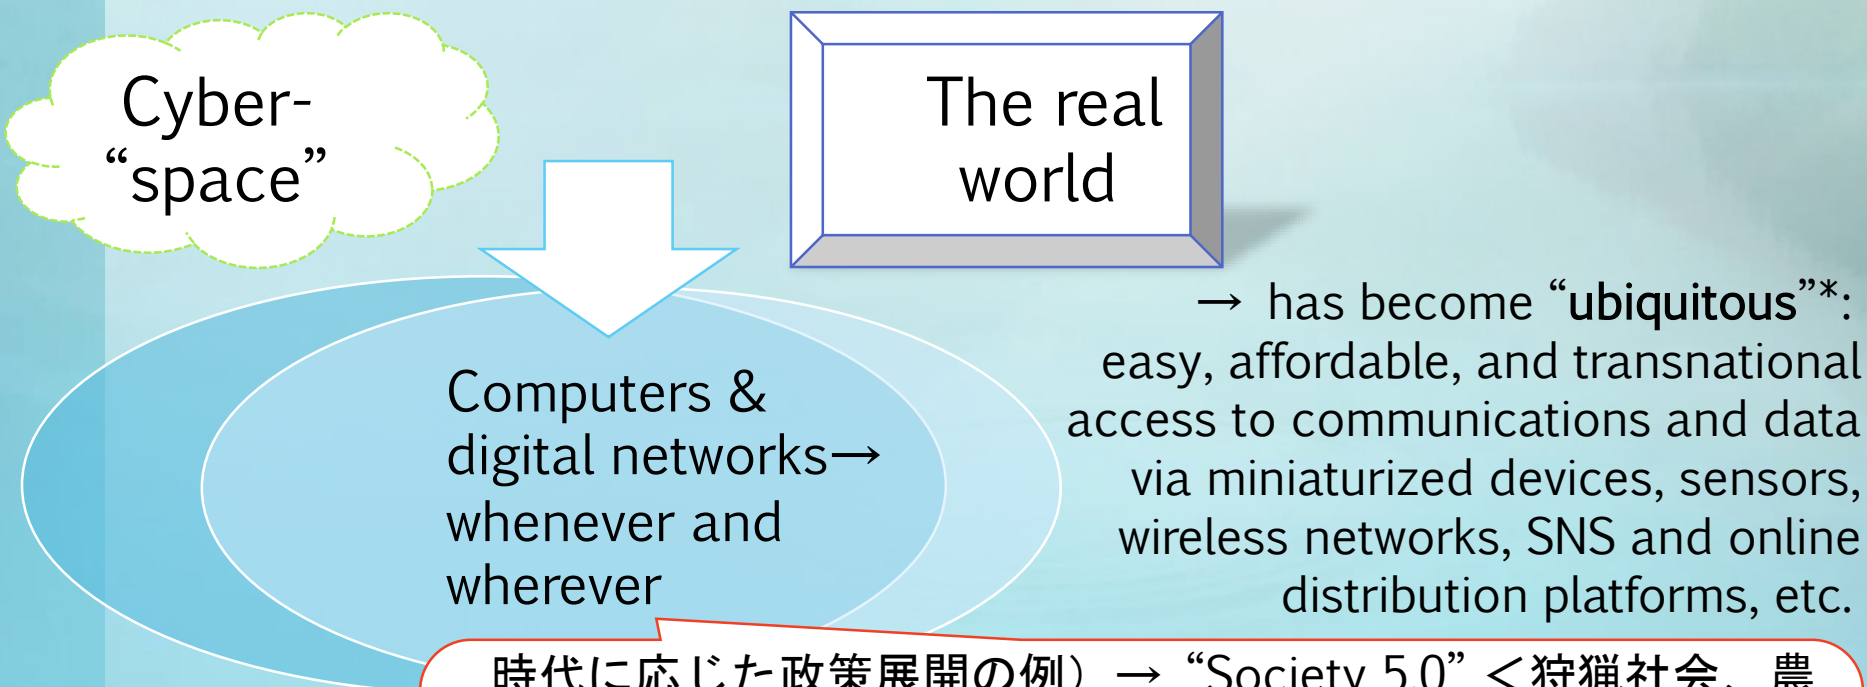 Cyber-
“space”
The real
world
→ has become “ubiquitous”*:
easy, affordable, and transnational
access to communications and data
via miniaturized devices, sensors,
wireless networks, SNS and online
distribution platforms, etc.
Computers &
digital networks→
whenever and
wherever
時代に応じた政策展開の例）→ “Society 5.0” ＜狩猟社会、農